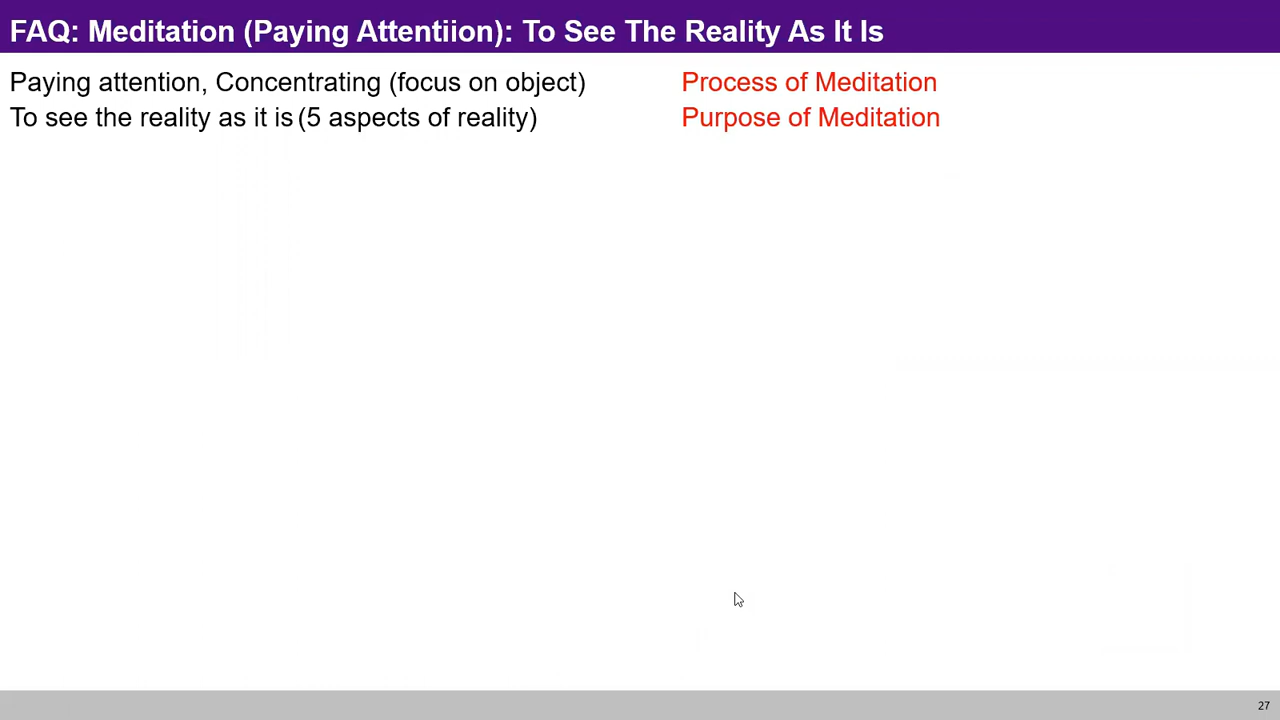 FAQ: Meditation (Paying Attentiion): To See The Reality As It Is
Paying attention, Concentrating (focus on object) Process of Meditation
To see the reality as it is (5 aspects of reality) Purpose of Meditation
27